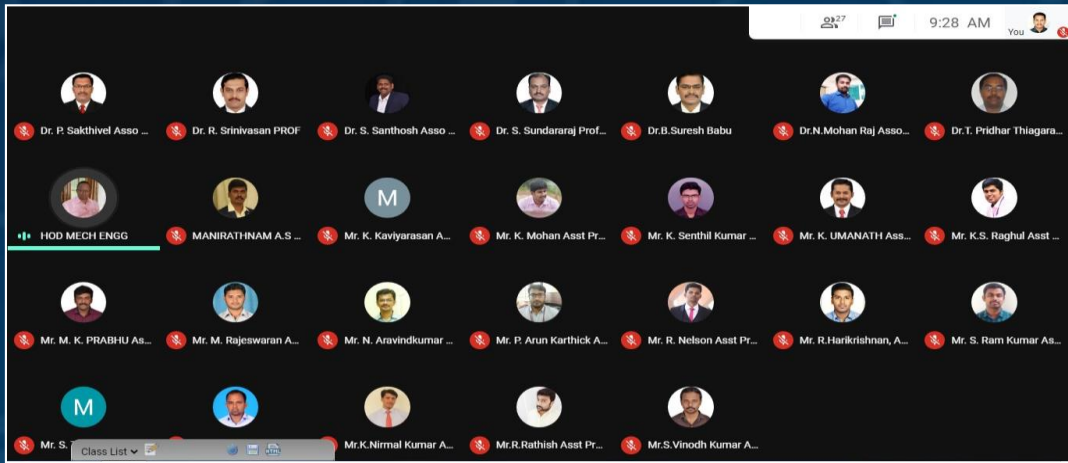 27 9:28 AM You
Dr. P. Sakthivel Asso ... Dr. R. Srinivasan PROF Dr. S. Santhosh Asso ... Dr. S. Sundararaj Prof... Dr.B.Suresh Babu Dr.N.Mohan Raj Asso... Dr.T. Pridhar Thiagara...
HOD MECH ENGG MANIRATHNAM A.S ... M Mr. K. Kaviyarasan A... Mr. K. Mohan Asst Pr... Mr. K. Senthil Kumar ... Mr. K. UMANATH Ass... Mr. K.S. Raghul Asst ...
Mr. M. K. PRABHU As... Mr. M. Rajeswaran A... Mr. N. Aravindkumar ... Mr. P. Arun Karthick A... Mr. R. Nelson Asst Pr... Mr. R.Harikrishnan, A... Mr. S. Ram Kumar As...
M Mr. S. Mr.K.Nirmal Kumar A... Mr.R.Rathish Asst Pr... Mr.S.Vinodh Kumar A...
Class List